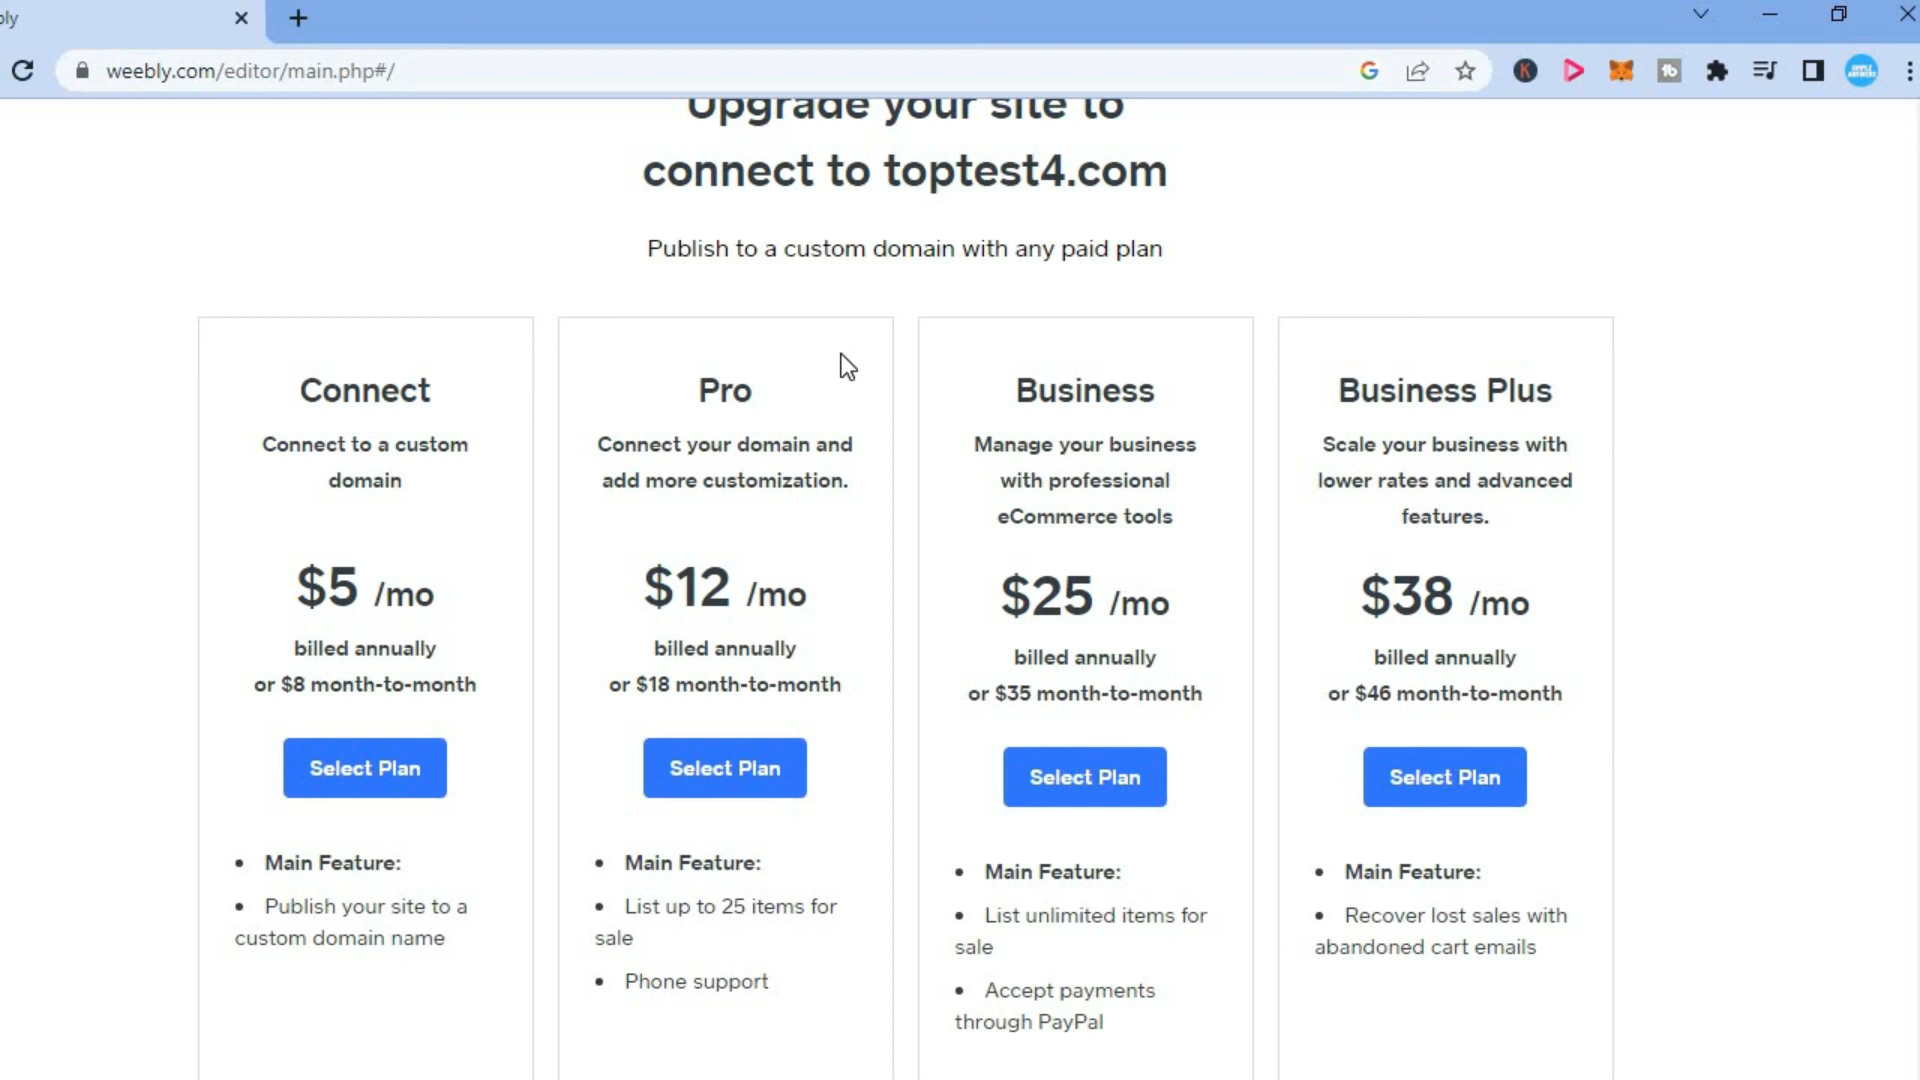 weebly.com/editor/main.php#/
Upgrade your site to
connect to toptest4.com
Publish to a custom domain with any paid plan
Connect
Connect to a custom
domain
$5 /mo
billed annually
or $8 month-to-month
Select Plan
• Main Feature:
• Publish your site to a
custom domain name
Pro
Connect your domain and
add more customization.
$12 /mo
billed annually
or $18 month-to-month
Select Plan
• Main Feature:
• List up to 25 items for
sale
• Phone support
Business
Manage your business
with professional
eCommerce tools
$25 /mo
billed annually
or $35 month-to-month
Select Plan
• Main Feature:
• List unlimited items for
sale
• Accept payments
through PayPal
Business Plus
Scale your business with
lower rates and advanced
features.
$38 /mo
billed annually
or $46 month-to-month
Select Plan
• Main Feature:
• Recover lost sales with
abandoned cart emails